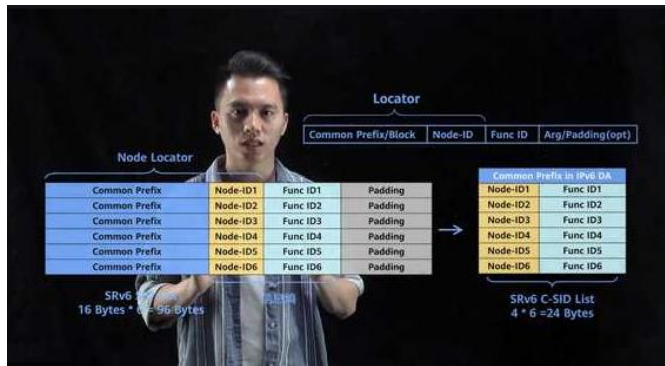 Locator
Common Prefix/Block Node-ID Func ID Arg/Padding(opt)
Node Locator
Common Prefix Node-ID1 Func ID1 Padding
Common Prefix Node-ID2 Func ID2 Padding
Common Prefix Node-ID3 Func ID3 Padding
Common Prefix Node-ID4 Func ID4 Padding
Common Prefix Node-ID5 Func ID5 Padding
Common Prefix Node-ID6 Func ID6 Padding
SRv6
16 Bytes * 6 = 96 Bytes
Common Prefix in IPv6 DA
Node-ID1 Func ID1
Node-ID2 Func ID2
Node-ID3 Func ID3
Node-ID4 Func ID4
Node-ID5 Func ID5
Node-ID6 Func ID6
SRv6 C-SID List
4 * 6 =24 Bytes